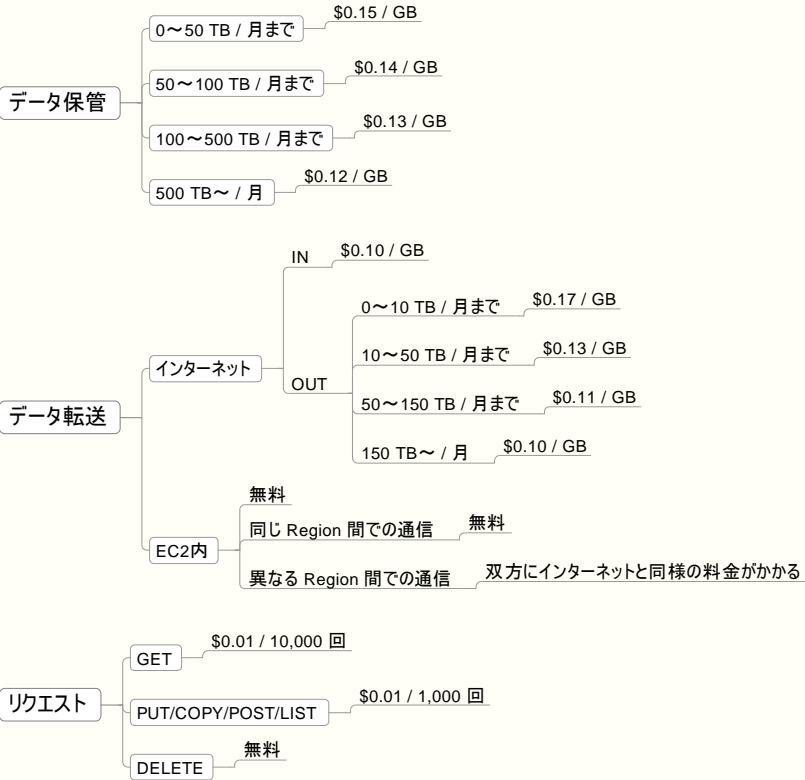 データ保管
0～50 TB / 月まで
$0.15 / GB
50～100 TB / 月まで
$0.14 / GB
100～500 TB / 月まで
$0.13 / GB
500 TB～ / 月
$0.12 / GB
データ転送
インターネット
IN
$0.10 / GB
OUT
0～10 TB / 月まで
$0.17 / GB
10～50 TB / 月まで
$0.13 / GB
50～150 TB / 月まで
$0.11 / GB
150 TB～ / 月
$0.10 / GB
EC2内
無料
同じ Region 間での通信
無料
異なる Region 間での通信
双方にインターネットと同様の料金がかかる
リクエスト
GET
$0.01 / 10,000 回
PUT/COPY/POST/LIST
$0.01 / 1,000 回
DELETE
無料